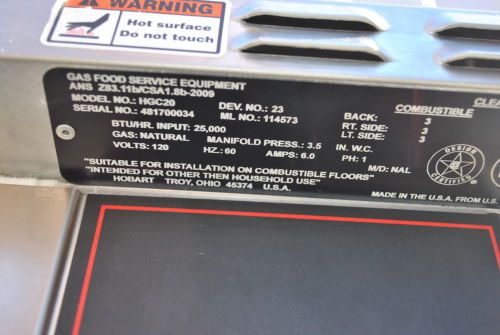 WARNING
Hot surface
Do not touch
GAS FOOD SERVICE EQUIPMENT
ANS Z83.11b/CSA1.8b-2009
MODEL NO.: HGC20 DEV. NO.: 23
SERIAL NO.: 481700034 ML NO.: 114573
BTU/HR. INPUT: 25,000
GAS: NATURAL MANIFOLD PRESS.: 3.5 IN. W.C.
VOLTS: 120 HZ.: 60 AMPS: 6.0 PH: 1
M/D: NAL
"SUITABLE FOR INSTALLATION ON COMBUSTIBLE FLOORS"
"INTENDED FOR OTHER THEN HOUSEHOLD USE"
HOBART TROY, OHIO 45374 U.S.A.
COMBUSTIBLE
BACK: 3
RT. SIDE: 3
LT. SIDE: 3
DESIGN
CERTIFIED
MADE IN THE U.S.A. FROM U.S.